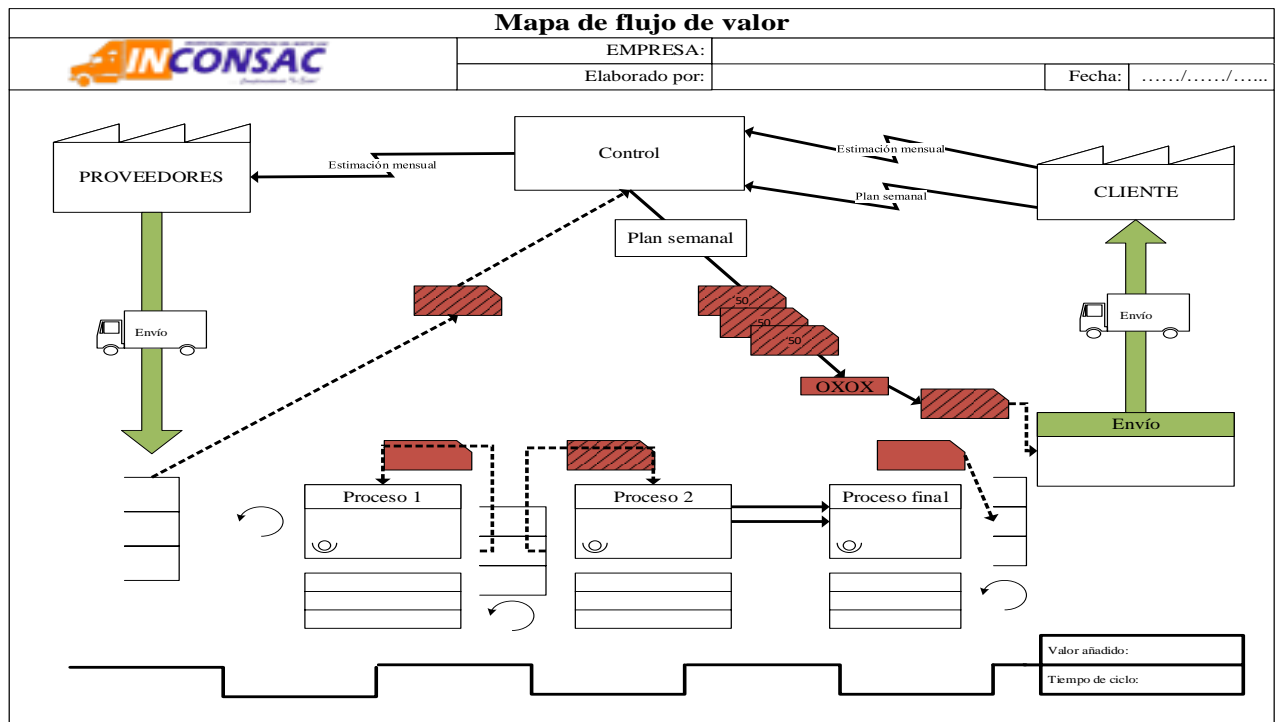 Mapa de flujo de valor
INCONSAC
EMPRESA:
Elaborado por:
Fecha: ....../....../......
PROVEEDORES
Estimación mensual
Control
Estimación mensual
Plan semanal
CLIENTE
Plan semanal
Envío
50
50
50
Envío
OXOX
Envío
Proceso 1
Proceso 2
Proceso final
Valor añadido:
Tiempo de ciclo: